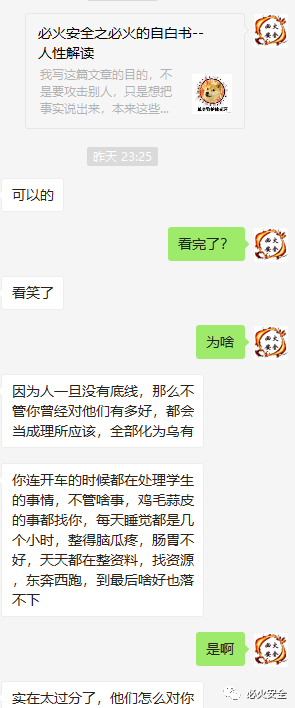 必火安全之必火的自白书--
人性解读
我写这篇文章的目的，不
是要攻击别人，只是想把
事实说出来，本来这些...
昨天 23:25
可以的
看完了？
看笑了
为啥
因为人一旦没有底线，那么不
管你曾经对他们有多好，都会
当成理所应该，全部化为乌有
你连开车的时候都在处理学生
的事情，不管啥事，鸡毛蒜皮
的事都找你，每天睡觉都是几
个小时，整得脑瓜疼，肠胃不
好，天天都在整资料，找资源
，东奔西跑，到最后啥好也落
不下
是啊
实在太过分了，他们怎么对你
必火安全